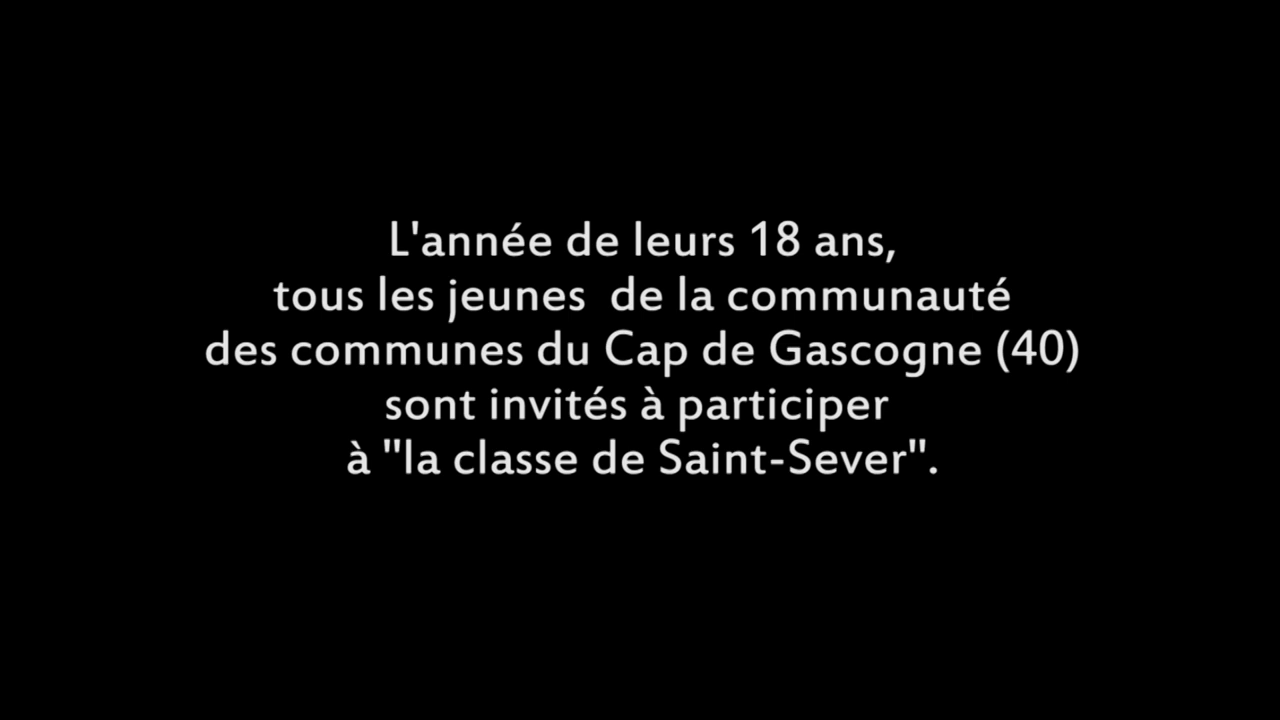 L'année de leurs 18 ans,
tous les jeunes  de la communauté
des communes du Cap de Gascogne (40)
sont invités à participer
à "la classe de Saint-Sever".